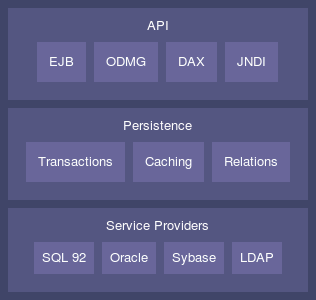 API
EJB ODMG DAX JNDI
Persistence
Transactions Caching Relations
Service Providers
SQL 92 Oracle Sybase LDAP